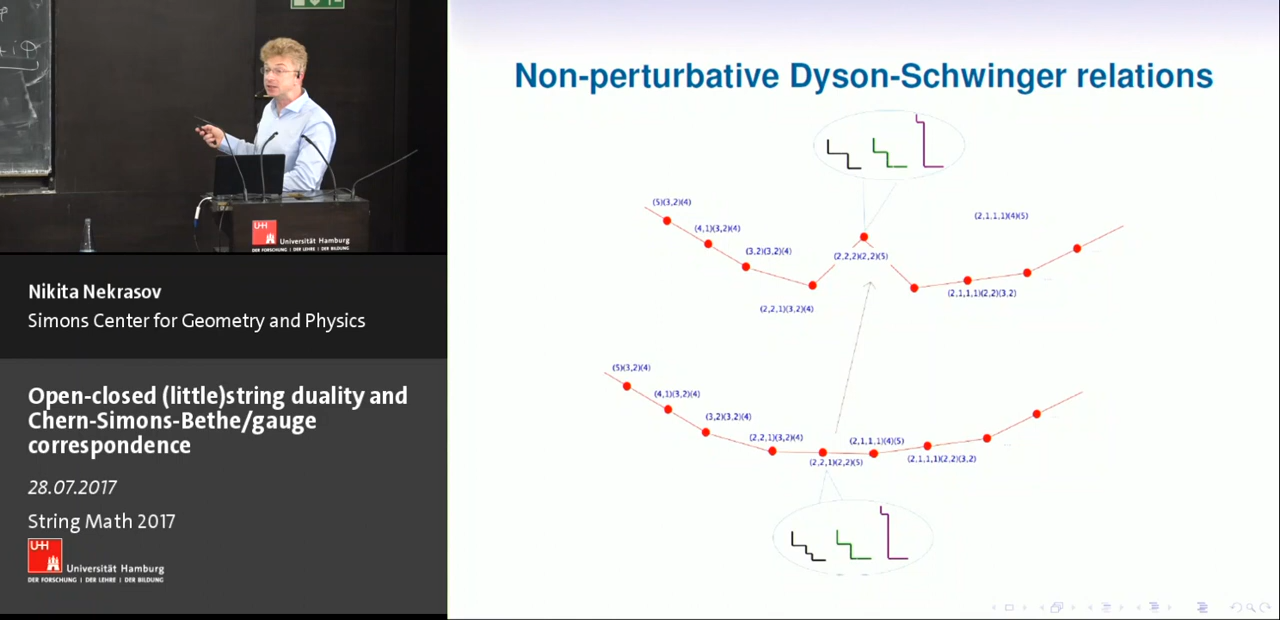 Non-perturbative Dyson-Schwinger relations
(5)(3,2)(4)
(4,1)(3,2)(4)
(3,2)(3,2)(4)
(2,2,1)(3,2)(4)
(2,2,2)(2,2)(5)
(2,1,1,1)(4)(5)
(2,1,1,1)(2,2)(3,2)
(5)(3,2)(4)
(4,1)(3,2)(4)
(3,2)(3,2)(4)
(2,2,1)(3,2)(4)
(2,2,1)(2,2)(5)
(2,1,1,1)(4)(5)
(2,1,1,1)(2,2)(3,2)
UH
Universität Hamburg
DER FORSCHUNG | DER LEHRE | DER BILDUNG
Nikita Nekrasov
Simons Center for Geometry and Physics
Open-closed (little)string duality and
Chern-Simons-Bethe/gauge
correspondence
28.07.2017
String Math 2017
UH
Universität Hamburg
DER FORSCHUNG | DER LEHRE | DER BILDUNG